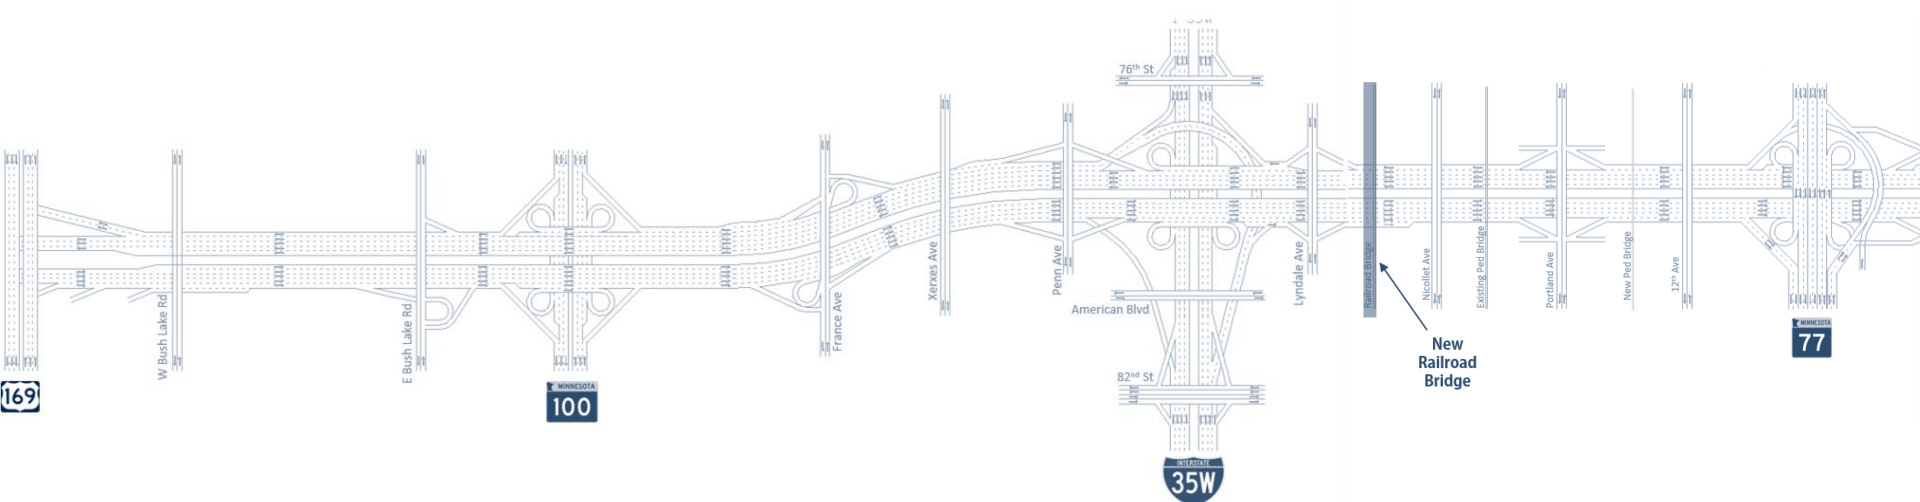 35W
76th St
W Bush Lake Rd
E Bush Lake Rd
France Ave
Xerxes Ave
Penn Ave
American Blvd
82nd St
Lyndale Ave
Railroad Bridge
Nicollet Ave
Existing Ped Bridge
Portland Ave
New Ped Bridge
12th Ave
New
Railroad
Bridge
169
MINNESOTA
100
INTERSTATE
35W
MINNESOTA
77